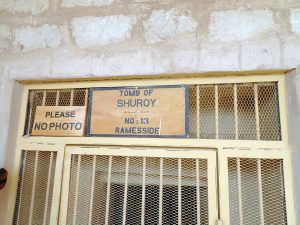 PLEASE
NO PHOTO
TOMB OF
SHUROY
NO: 13
RAMESSIDE